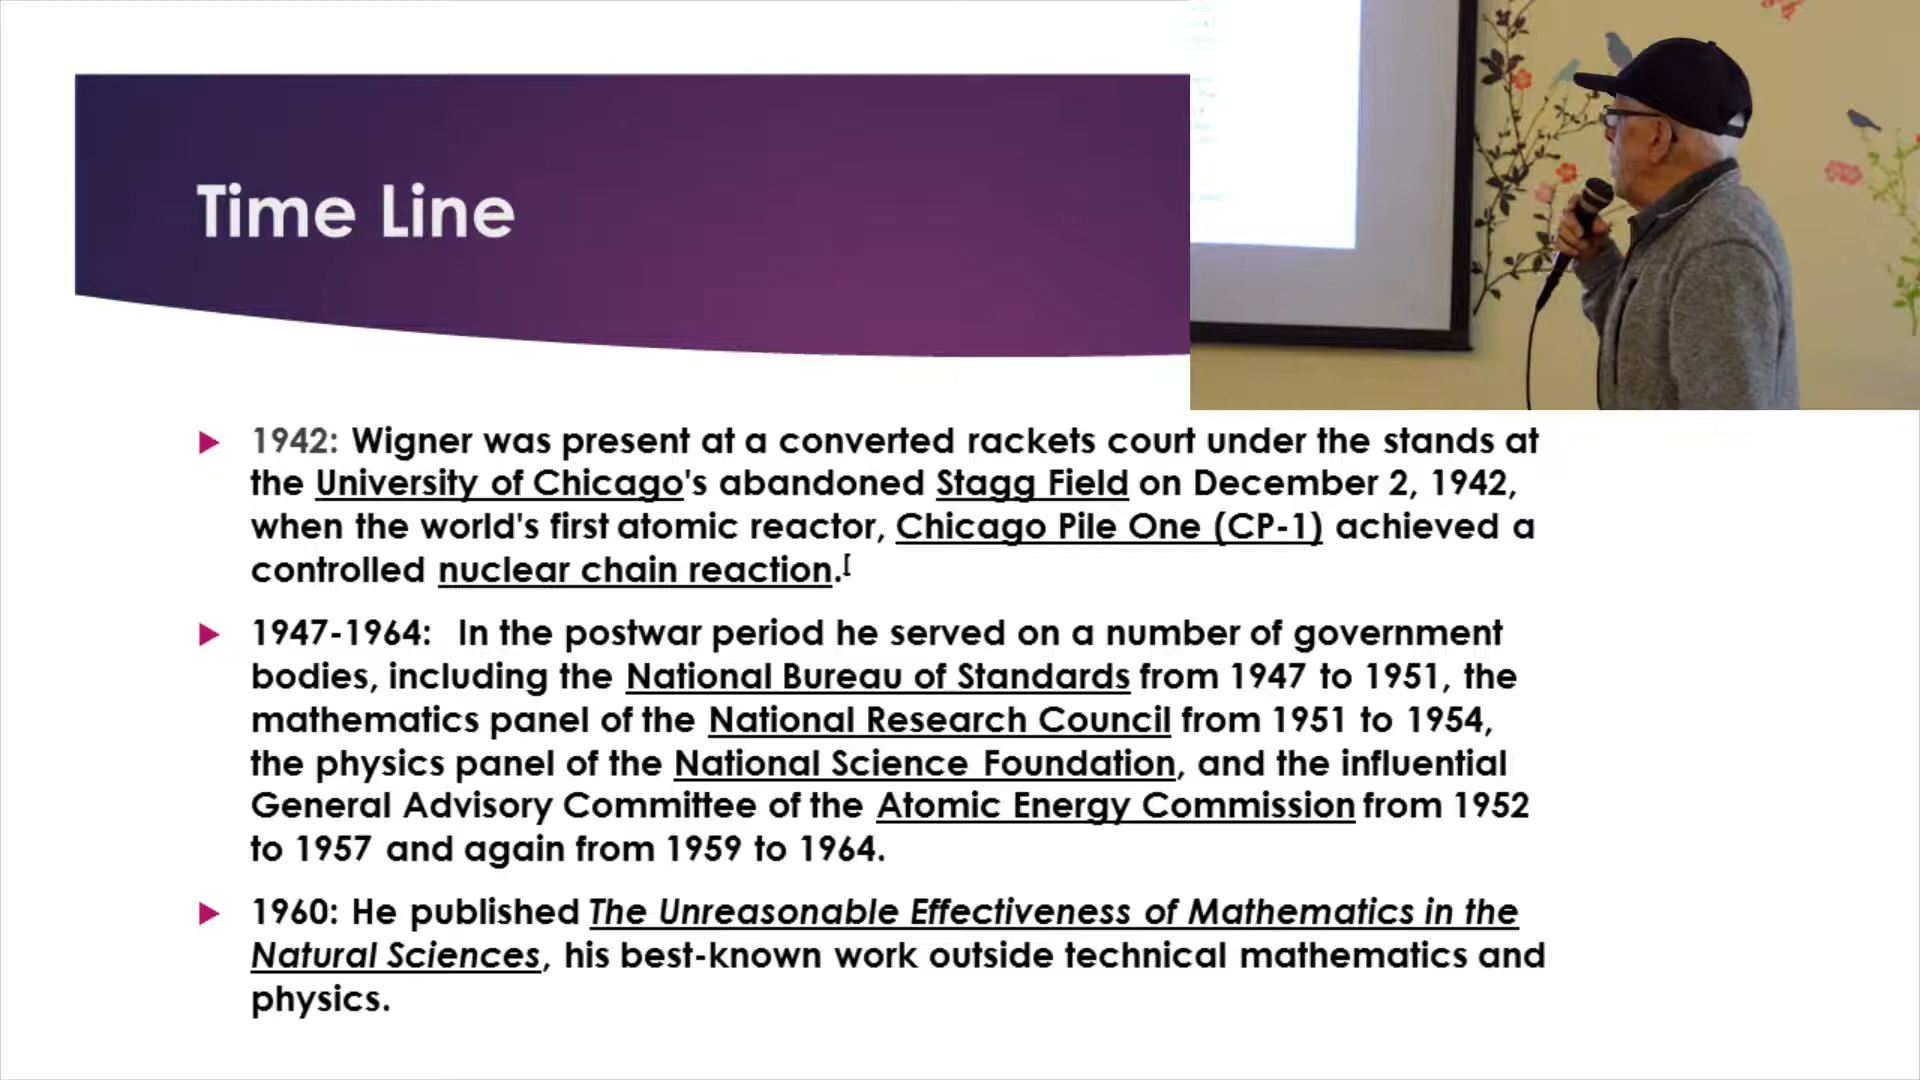 Time Line
1942: Wigner was present at a converted rackets court under the stands at
the University of Chicago's abandoned Stagg Field on December 2, 1942,
when the world's first atomic reactor, Chicago Pile One (CP-1) achieved a
controlled nuclear chain reaction.[
1947-1964: In the postwar period he served on a number of government
bodies, including the National Bureau of Standards from 1947 to 1951, the
mathematics panel of the National Research Council from 1951 to 1954,
the physics panel of the National Science Foundation, and the influential
General Advisory Committee of the Atomic Energy Commission from 1952
to 1957 and again from 1959 to 1964.
1960: He published The Unreasonable Effectiveness of Mathematics in the
Natural Sciences, his best-known work outside technical mathematics and
physics.